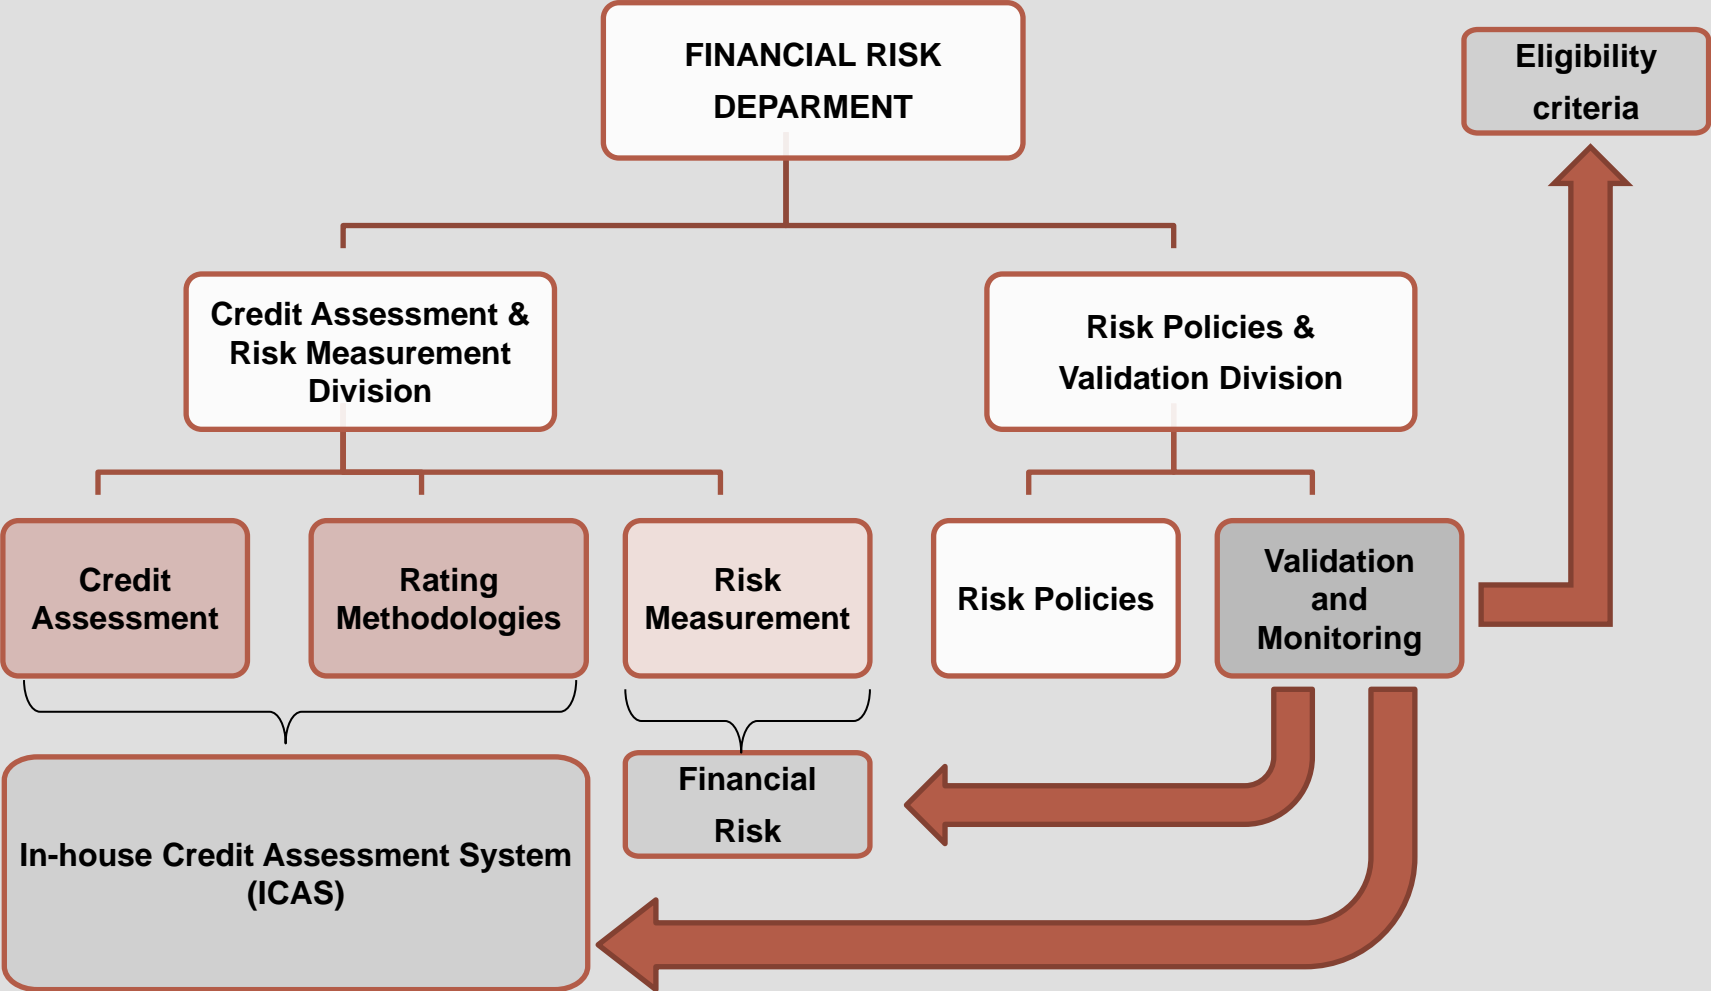 FINANCIAL RISK
DEPARMENT
Eligibility
criteria
Credit Assessment &
Risk Measurement
Division
Risk Policies &
Validation Division
Credit
Assessment
Rating
Methodologies
Risk
Measurement
Risk Policies
Validation
and
Monitoring
Financial
Risk
In-house Credit Assessment System
(ICAS)